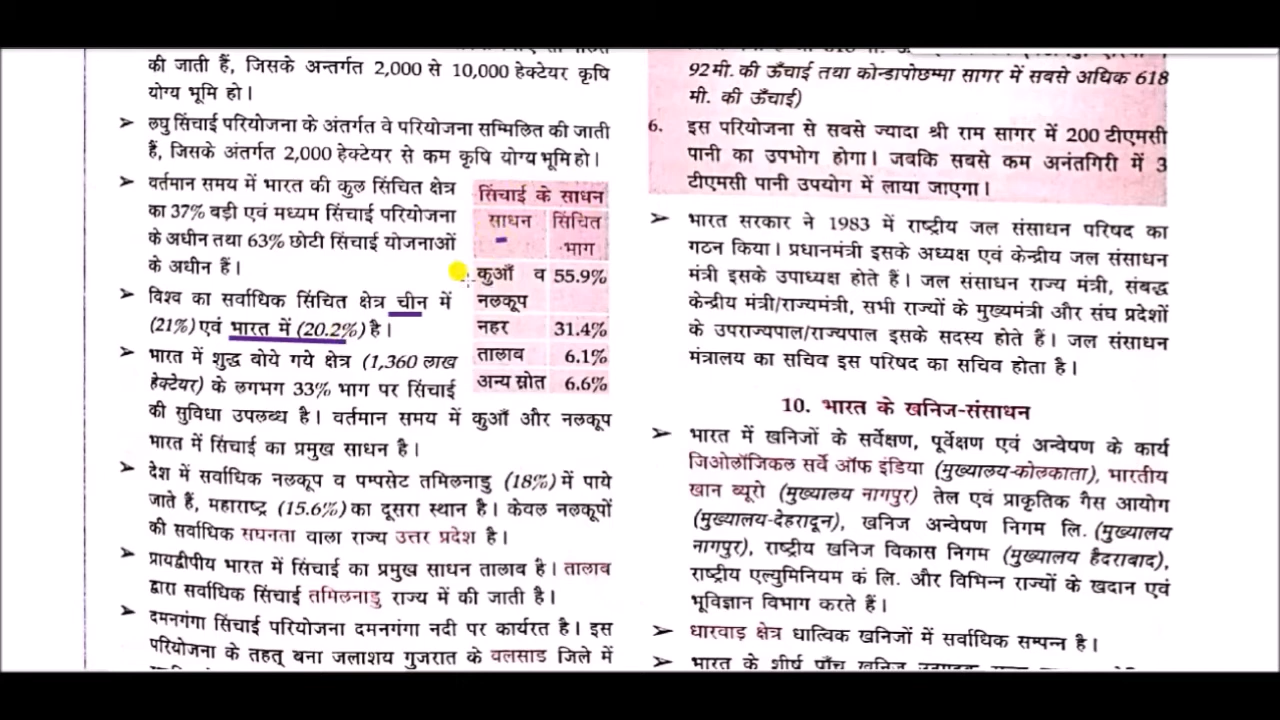 की जाती हैं, जिसके अन्तर्गत 2,000 से 10,000 हेक्टेयर कृषि
योग्य भूमि हो।
➢ लघु सिंचाई परियोजना के अंतर्गत वे परियोजना सम्मिलित की जाती
हैं, जिसके अंतर्गत 2,000 हेक्टेयर से कम कृषि योग्य भूमि हो।
➢ वर्तमान समय में भारत की कुल सिंचित क्षेत्र
का 37% बड़ी एवं मध्यम सिंचाई परियोजना
के अधीन तथा 63% छोटी सिंचाई योजनाओं
के अधीन हैं।
➢ विश्व का सर्वाधिक सिंचित क्षेत्र चीन में
(21%) एवं भारत में (20.2%) है।
➢ भारत में शुद्ध बोये गये क्षेत्र (1,360 लाख
हेक्टेयर) के लगभग 33% भाग पर सिंचाई
की सुविधा उपलब्ध है। वर्तमान समय में कुआँ और नलकूप
भारत में सिंचाई का प्रमुख साधन है।
सिंचाई के साधन
साधन सिंचित
भाग
कुआँ व 55.9%
नलकूप
नहर 31.4%
तालाब 6.1%
अन्य स्रोत 6.6%
➢ देश में सर्वाधिक नलकूप व पम्पसेट तमिलनाडु (18%) में पाये
जाते हैं, महाराष्ट्र (15.6%) का दूसरा स्थान है। केवल नलकूपों
की सर्वाधिक सघनता वाला राज्य उत्तर प्रदेश है।
➢ प्रायद्वीपीय भारत में सिंचाई का प्रमुख साधन तालाब है। तालाब
द्वारा सर्वाधिक सिंचाई तमिलनाडु राज्य में की जाती है।
➢ दमनगंगा सिंचाई परियोजना दमनगंगा नदी पर कार्यरत है। इस
परियोजना के तहत् बना जलाशय गुजरात के वलसाड जिले में
92 मी. की ऊँचाई तथा कोन्डापोछम्मा सागर में सबसे अधिक 618
मी. की ऊँचाई)
6. इस परियोजना से सबसे ज्यादा श्री राम सागर में 200 टीएमसी
पानी का उपभोग होगा। जबकि सबसे कम अनंतगिरी में 3
टीएमसी पानी उपयोग में लाया जाएगा।
➢ भारत सरकार ने 1983 में राष्ट्रीय जल संसाधन परिषद का
गठन किया। प्रधानमंत्री इसके अध्यक्ष एवं केन्द्रीय जल संसाधन
मंत्री इसके उपाध्यक्ष होते हैं। जल संसाधन राज्य मंत्री, संबद्ध
केन्द्रीय मंत्री/राज्यमंत्री, सभी राज्यों के मुख्यमंत्री और संघ प्रदेशों
के उपराज्यपाल/राज्यपाल इसके सदस्य होते हैं। जल संसाधन
मंत्रालय का सचिव इस परिषद का सचिव होता है।
10. भारत के खनिज-संसाधन
➢ भारत में खनिजों के सर्वेक्षण, पूर्वेक्षण एवं अन्वेषण के कार्य
जिओलॉजिकल सर्वे ऑफ इंडिया (मुख्यालय-कोलकाता), भारतीय
खान ब्यूरो (मुख्यालय नागपुर) तेल एवं प्राकृतिक गैस आयोग
(मुख्यालय-देहरादून), खनिज अन्वेषण निगम लि. (मुख्यालय
नागपुर), राष्ट्रीय खनिज विकास निगम (मुख्यालय हैदराबाद),
राष्ट्रीय एल्युमिनियम कं लि. और विभिन्न राज्यों के खदान एवं
भूविज्ञान विभाग करते हैं।
➢ धारवाड़ क्षेत्र धात्विक खनिजों में सर्वाधिक सम्पन्न है।
➢ भारत के शीर्ष पाँच खनिज